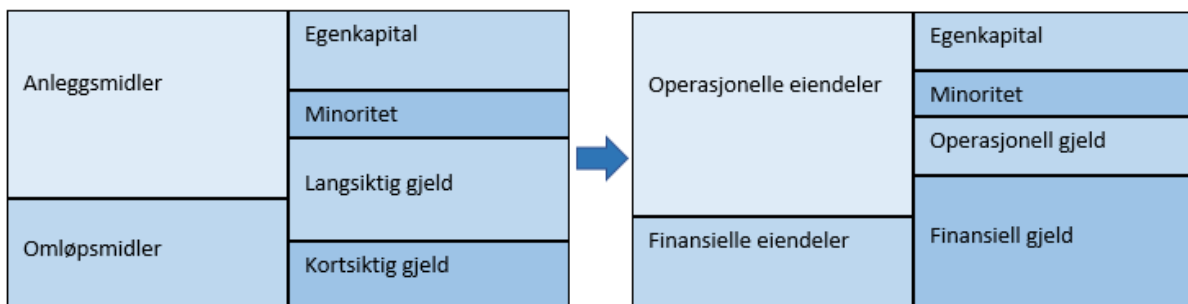 Anleggsmidler
Omløpsmidler
Egenkapital
Minoritet
Langsiktig gjeld
Kortsiktig gjeld
Operasjonelle eiendeler
Finansielle eiendeler
Egenkapital
Minoritet
Operasjonell gjeld
Finansiell gjeld